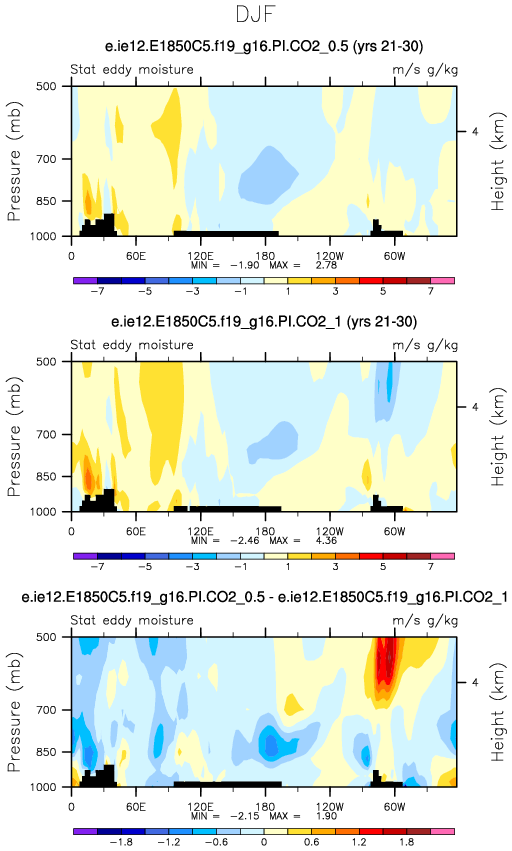 DJF
e.ie12.E1850C5.f19_g16.PI.CO2_0.5 (yrs 21-30)
Stat eddy moisture m/s g/kg
500
700
850
1000
Pressure (mb)
4
Height (km)
0 60E 120E 180 120W 60W
MIN = -1.90 MAX = 2.78
-7 -5 -3 -1 1 3 5 7
e.ie12.E1850C5.f19_g16.PI.CO2_1 (yrs 21-30)
Stat eddy moisture m/s g/kg
500
700
850
1000
Pressure (mb)
4
Height (km)
0 60E 120E 180 120W 60W
MIN = -2.46 MAX = 4.36
-7 -5 -3 -1 1 3 5 7
e.ie12.E1850C5.f19_g16.PI.CO2_0.5 - e.ie12.E1850C5.f19_g16.PI.CO2_1
Stat eddy moisture m/s g/kg
500
700
850
1000
Pressure (mb)
4
Height (km)
0 60E 120E 180 120W 60W
MIN = -2.15 MAX = 1.90
-1.8 -1.2 -0.6 0 0.6 1.2 1.8